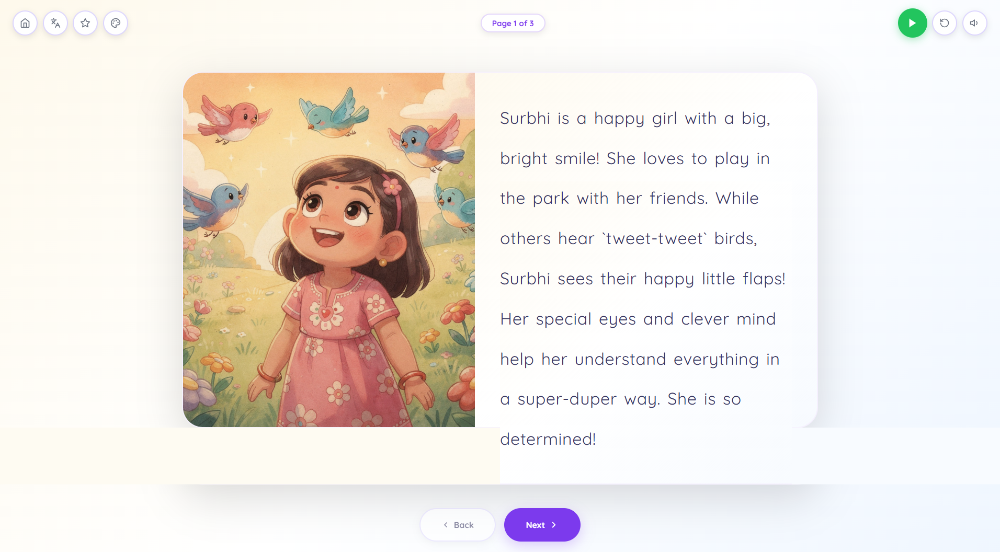 Page 1 of 3
Surbhi is a happy girl with a big,
bright smile! She loves to play in
the park with her friends. While
others hear `tweet-tweet` birds,
Surbhi sees their happy little flaps!
Her special eyes and clever mind
help her understand everything in
a super-duper way. She is so
determined!
Back
Next